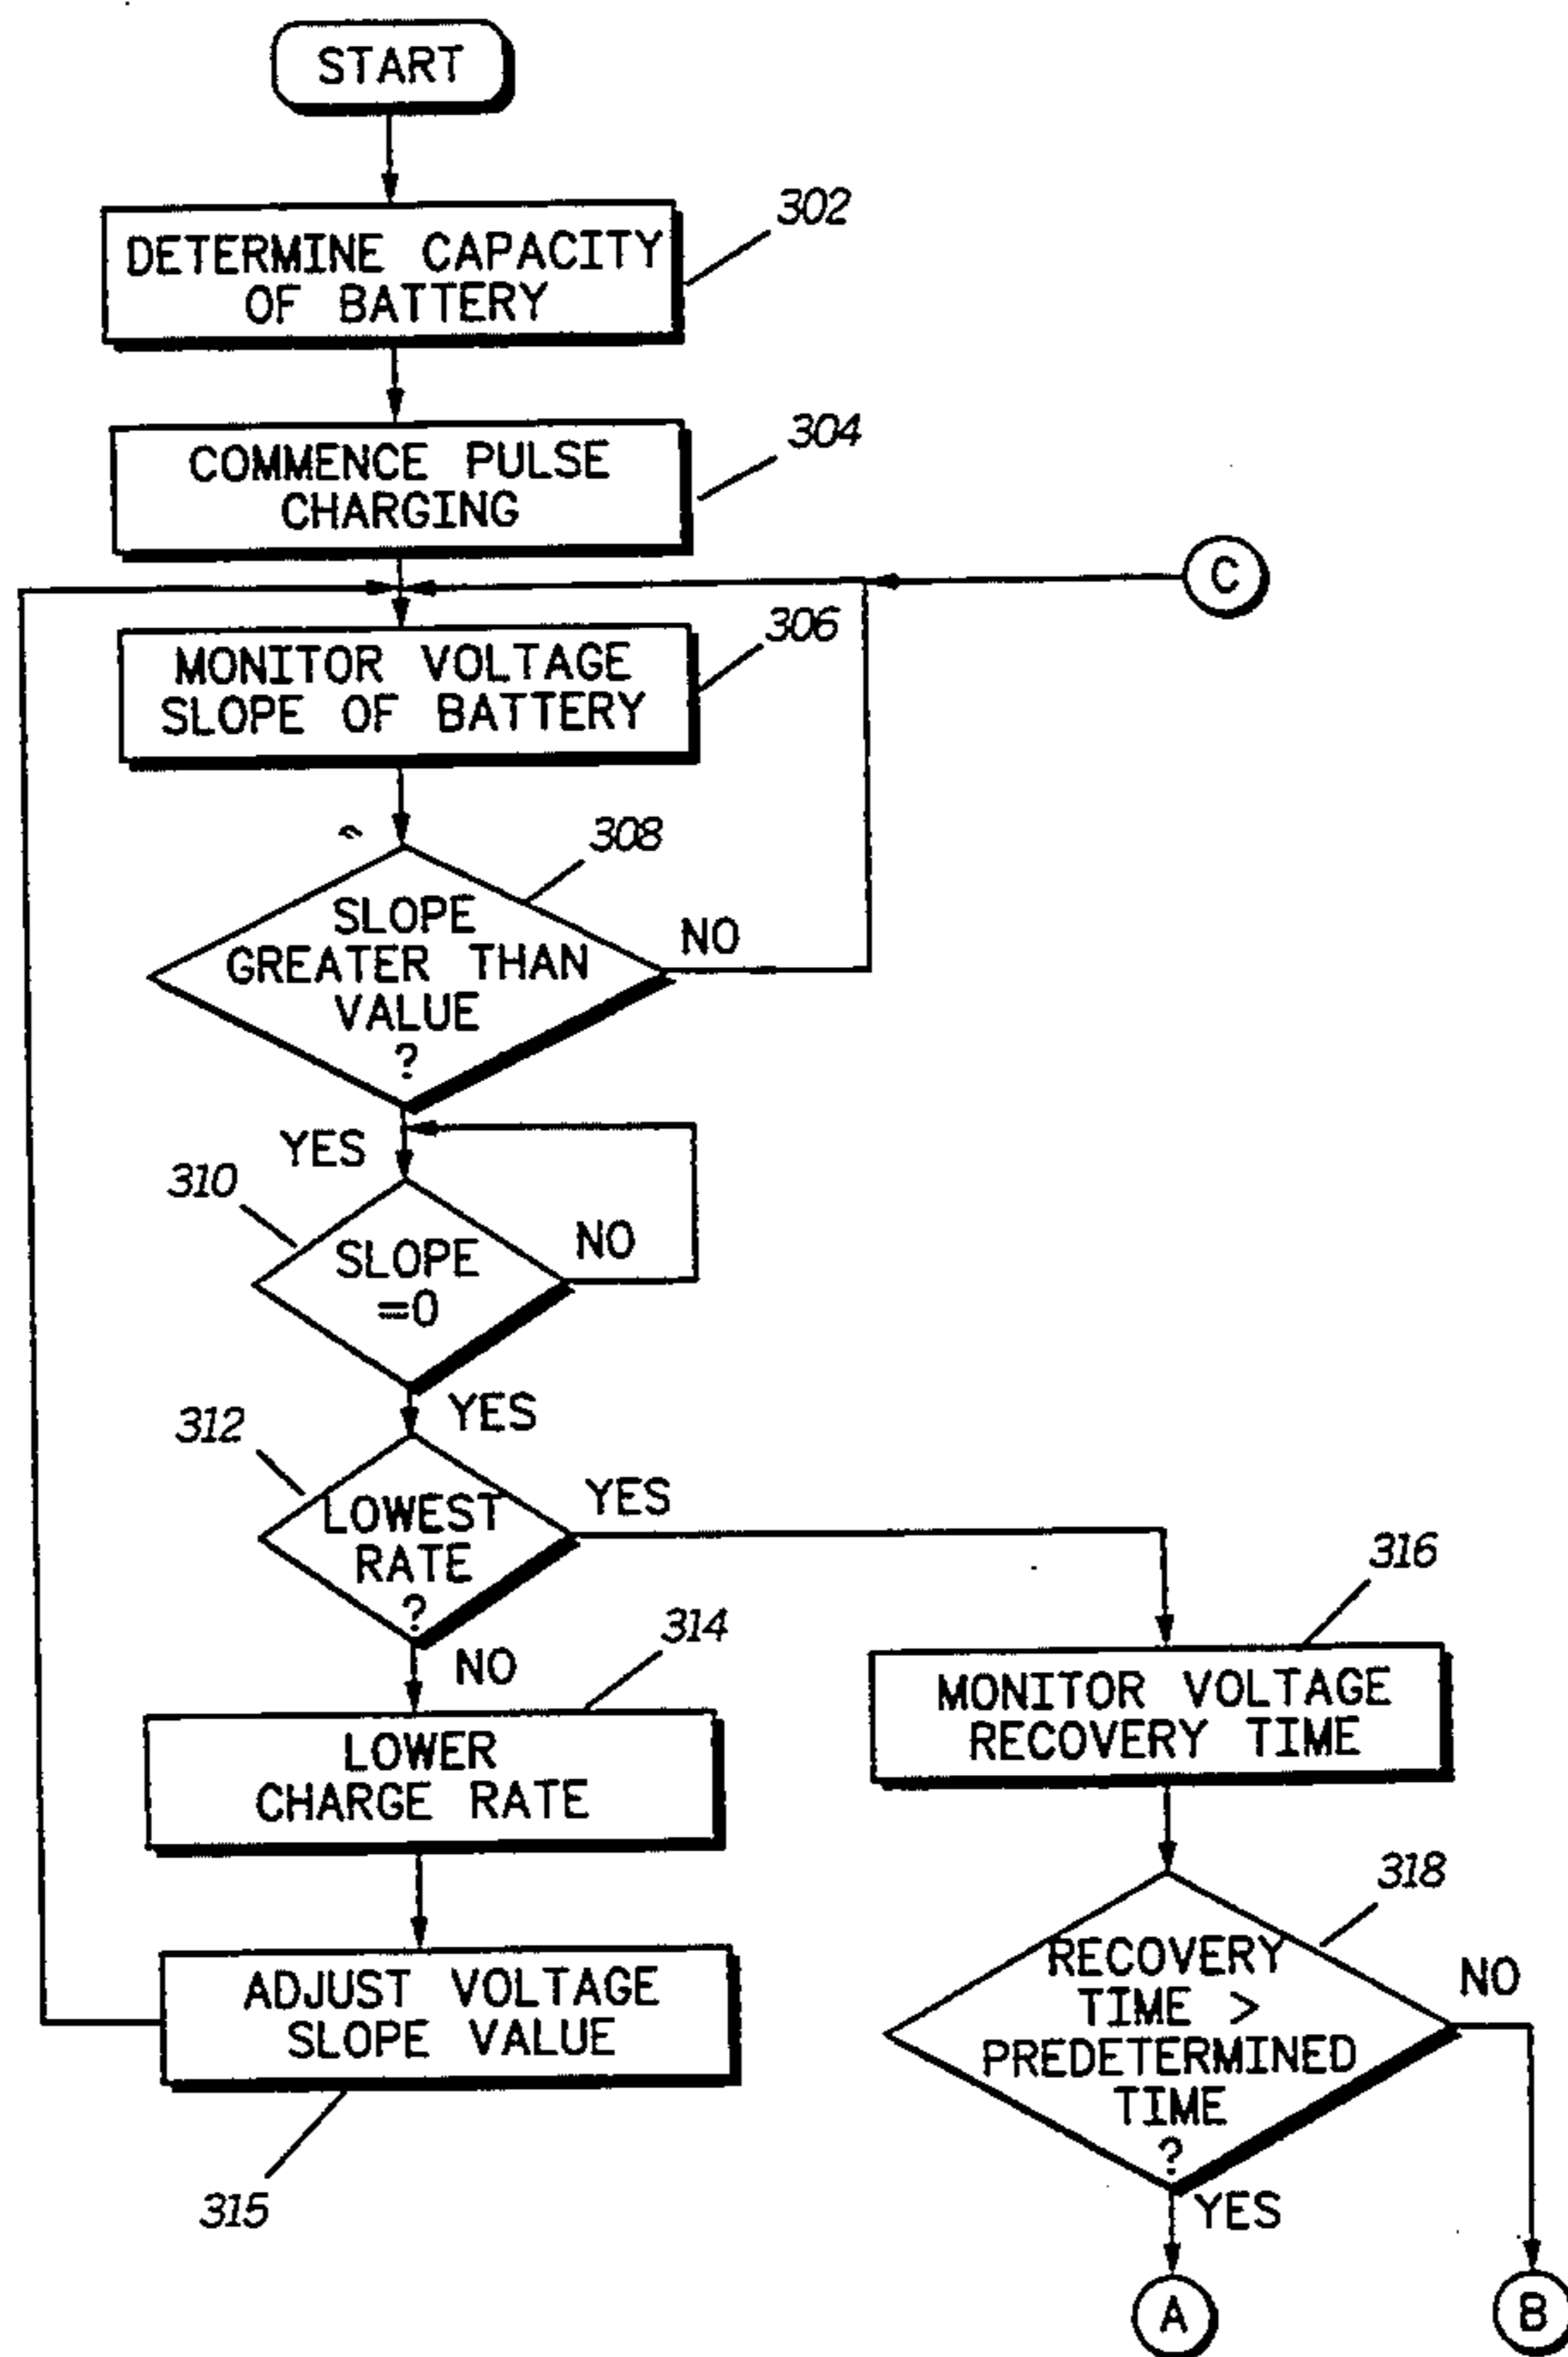 START
302
DETERMINE CAPACITY
OF BATTERY
304
COMMENCE PULSE
CHARGING
C
306
MONITOR VOLTAGE
SLOPE OF BATTERY
308
SLOPE
GREATER THAN
VALUE
?
NO
YES
310
SLOPE
=0
NO
YES
312
LOWEST
RATE
?
YES
NO
314
LOWER
CHARGE RATE
ADJUST VOLTAGE
SLOPE VALUE
315
316
MONITOR VOLTAGE
RECOVERY TIME
318
RECOVERY
TIME >
PREDETERMINED
TIME
?
NO
YES
A
B